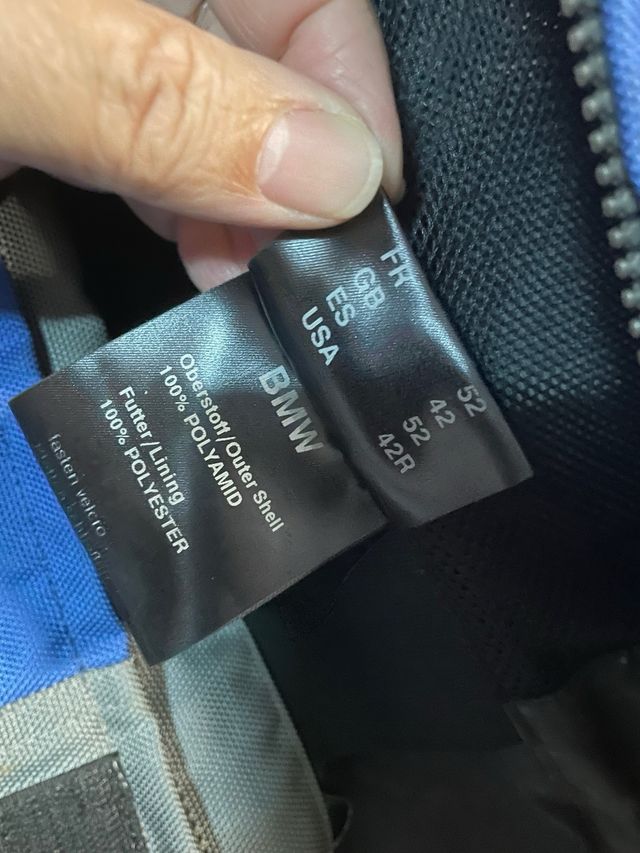 FR 52
GB 42
ES 52
USA 42R
BMW
Oberstoff/Outer Shell
100% POLYAMID
Futter/Lining
100% POLYESTER
fasten velcro